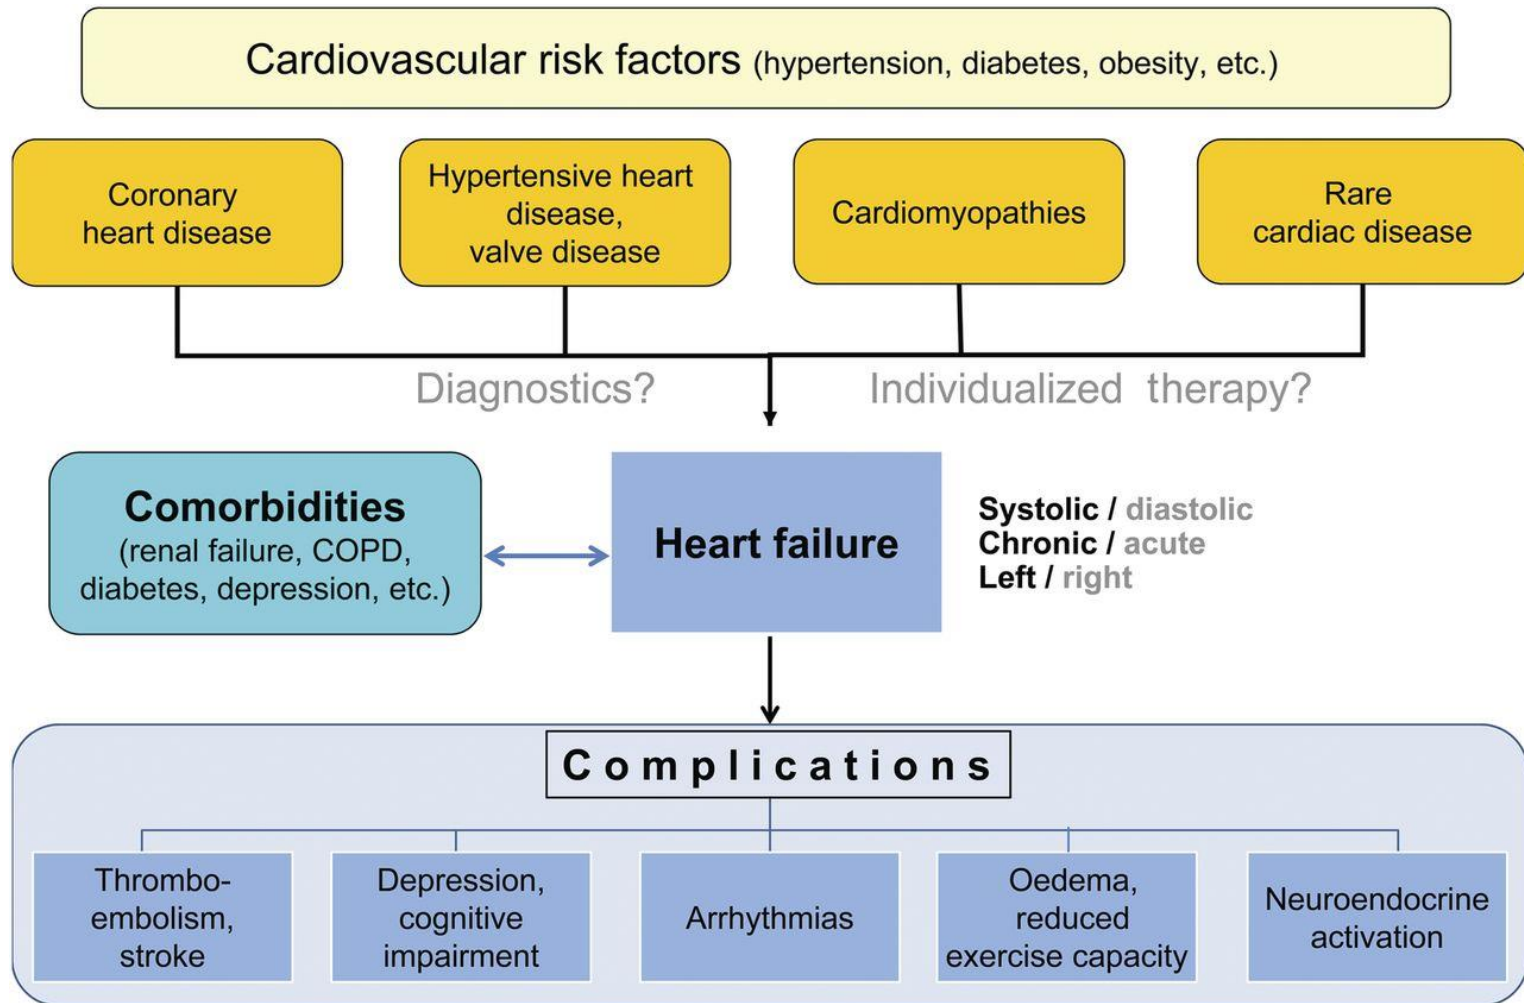 Cardiovascular risk factors (hypertension, diabetes, obesity, etc.)
Coronary
heart disease
Hypertensive heart
disease,
valve disease
Cardiomyopathies
Rare
cardiac disease
Diagnostics?
Individualized therapy?
Comorbidities
(renal failure, COPD,
diabetes, depression, etc.)
Heart failure
Systolic / diastolic
Chronic / acute
Left / right
Complications
Thrombo-
embolism,
stroke
Depression,
cognitive
impairment
Arrhythmias
Oedema,
reduced
exercise capacity
Neuroendocrine
activation